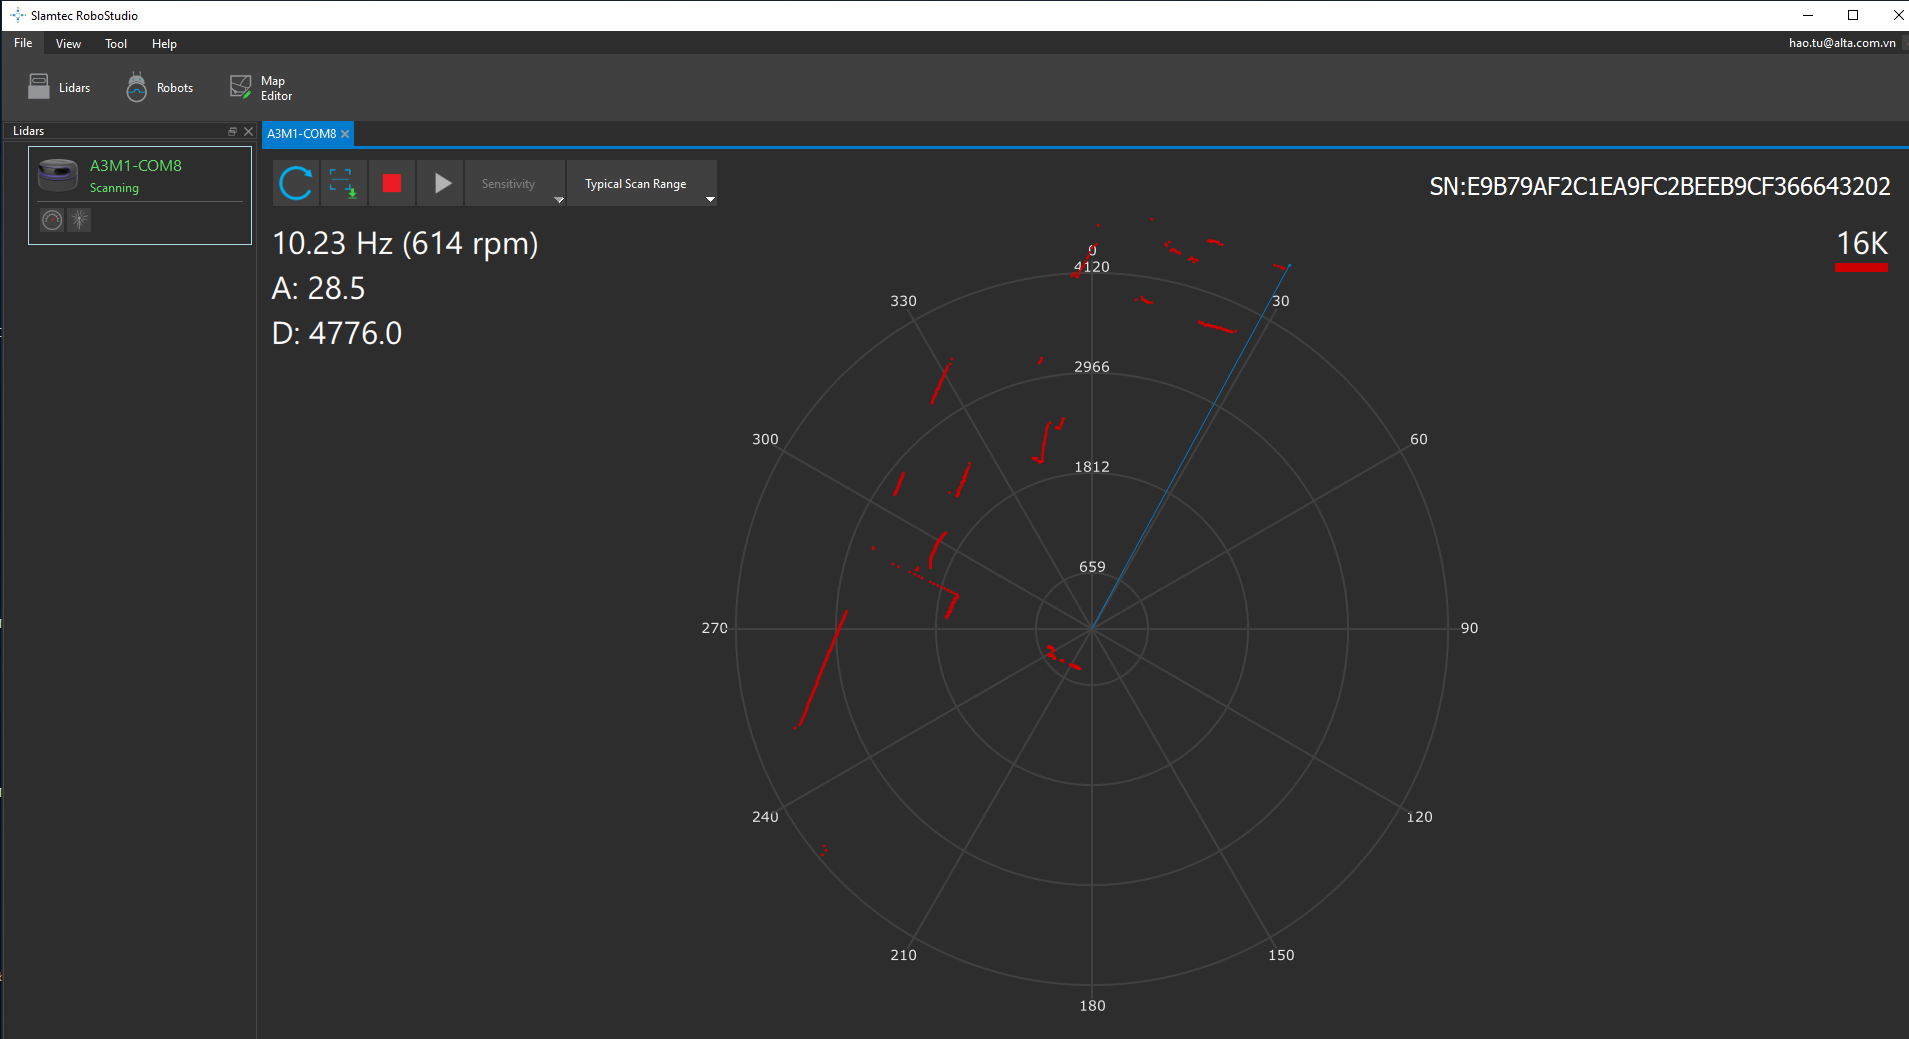 Slamtec RoboStudio
File View Tool Help
hao.tu@alta.com.vn
Lidars
Robots
Map
Editor
Lidars
A3M1-COM8
Scanning
A3M1-COM8
Sensitivity
Typical Scan Range
SN:E9B79AF2C1EA9FC2BEEB9CF366643202
10.23 Hz (614 rpm)
A: 28.5
D: 4776.0
16K
0
4120
330
30
2966
300
60
1812
659
270
90
240
120
210
150
180